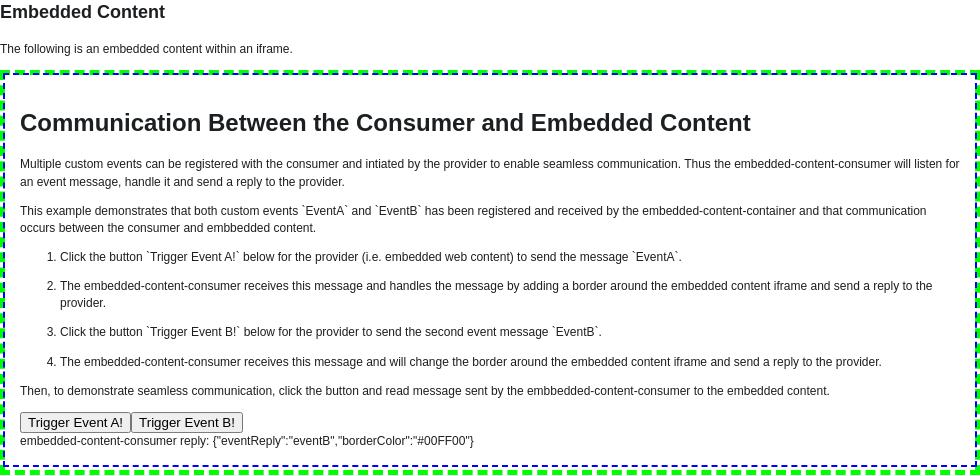 Embedded Content
The following is an embedded content within an iframe.
Communication Between the Consumer and Embedded Content
Multiple custom events can be registered with the consumer and intiated by the provider to enable seamless communication. Thus the embedded-content-consumer will listen for
an event message, handle it and send a reply to the provider.
This example demonstrates that both custom events `EventA` and `EventB` has been registered and received by the embedded-content-container and that communication
occurs between the consumer and embbedded content.
1. Click the button `Trigger Event A!` below for the provider (i.e. embedded web content) to send the message `EventA`.
2. The embedded-content-consumer receives this message and handles the message by adding a border around the embedded content iframe and send a reply to the
provider.
3. Click the button `Trigger Event B!` below for the provider to send the second event message `EventB`.
4. The embedded-content-consumer receives this message and will change the border around the embedded content iframe and send a reply to the provider.
Then, to demonstrate seamless communication, click the button and read message sent by the embbedded-content-consumer to the embedded content.
Trigger Event A! Trigger Event B!
embedded-content-consumer reply: {"eventReply":"eventB","borderColor":"#00FF00"}